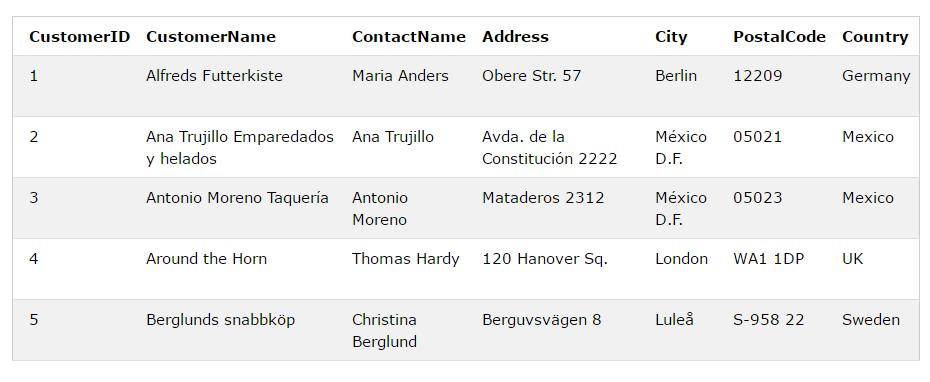 CustomerID CustomerName ContactName Address City PostalCode Country
1 Alfreds Futterkiste Maria Anders Obere Str. 57 Berlin 12209 Germany
2 Ana Trujillo Emparedados Ana Trujillo Avda. de la México 05021 Mexico
y helados Constitución 2222 D.F.
3 Antonio Moreno Taquería Antonio Mataderos 2312 México 05023 Mexico
Moreno D.F.
4 Around the Horn Thomas Hardy 120 Hanover Sq. London WA1 1DP UK
5 Berglunds snabbköp Christina Berguvsvägen 8 Luleå S-958 22 Sweden
Berglund